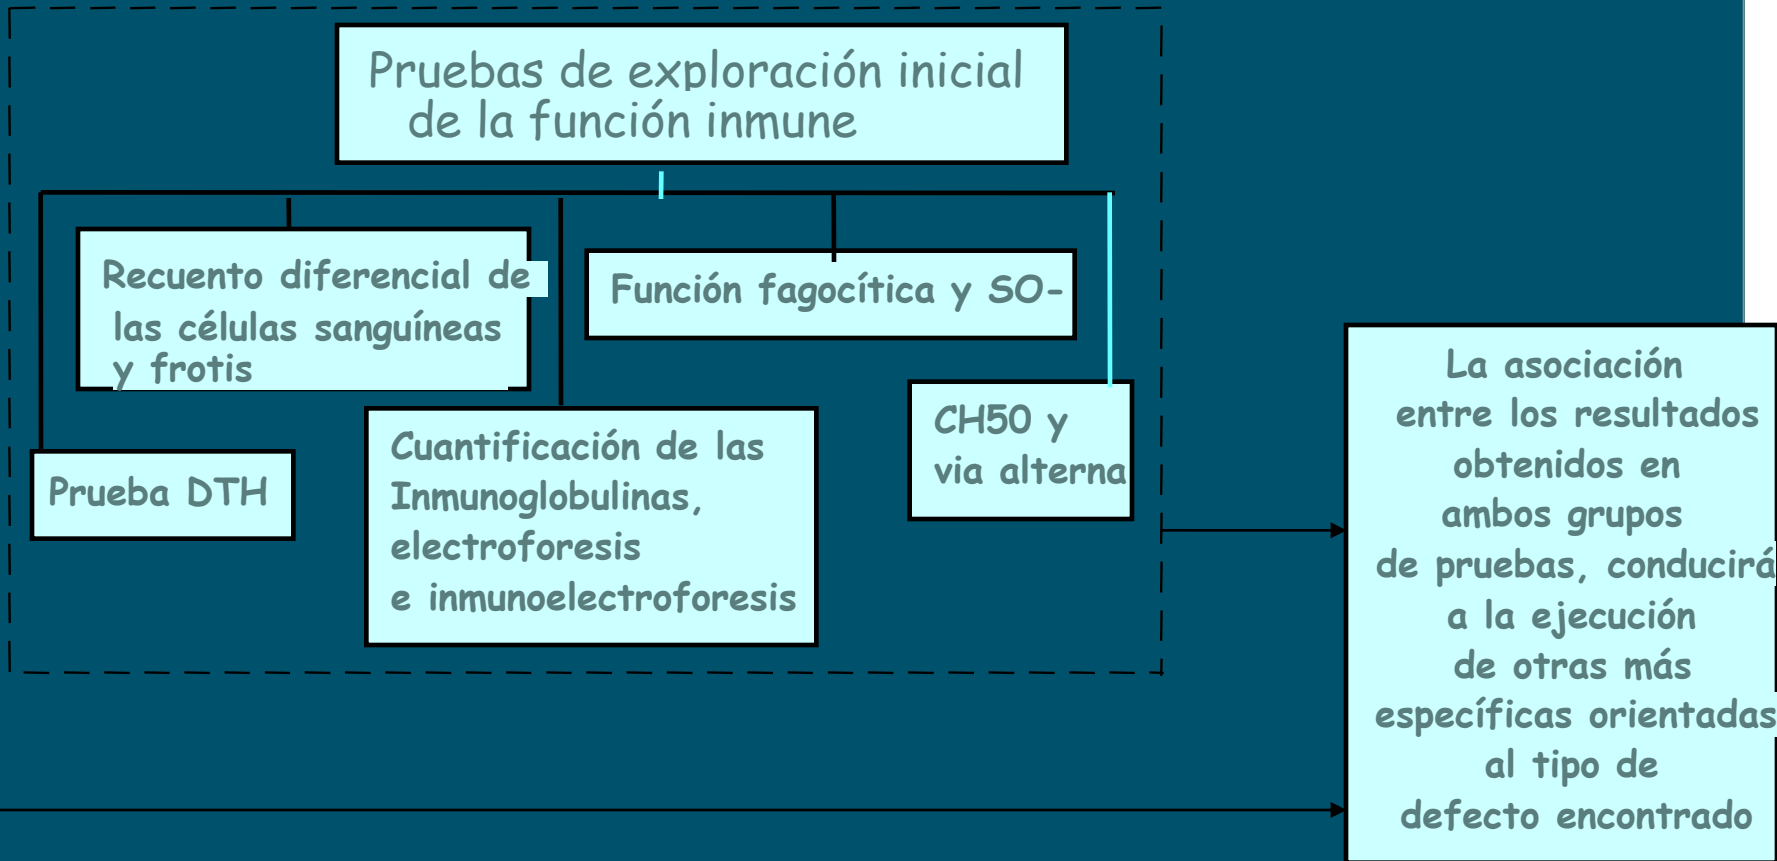 Pruebas de exploración inicial
de la función inmune
Recuento diferencial de
las células sanguíneas
y frotis
Función fagocítica y SO-
Prueba DTH
Cuantificación de las
Inmunoglobulinas,
electroforesis
e inmunoelectroforesis
CH50 y
via alterna
La asociación
entre los resultados
obtenidos en
ambos grupos
de pruebas, conducirá
a la ejecución
de otras más
específicas orientadas
al tipo de
defecto encontrado